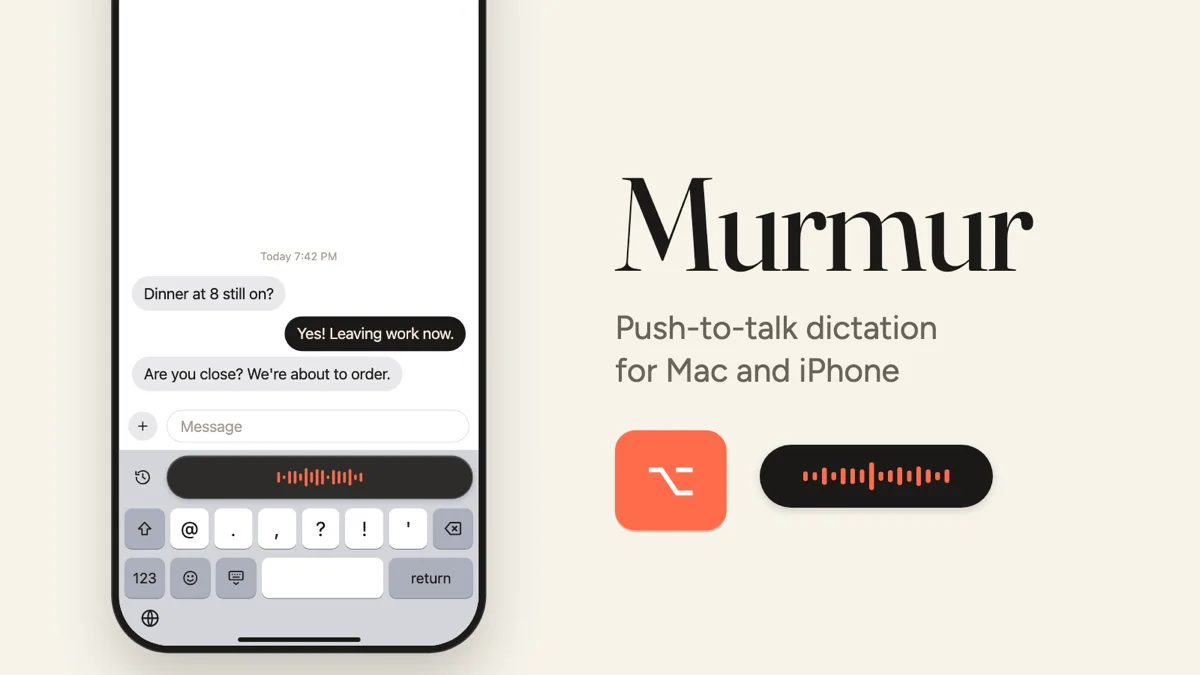 Today 7:42 PM
Dinner at 8 still on?
Yes! Leaving work now.
Are you close? We're about to order.
+
Message
@ . , ? ! '
123
return
Murmur
Push-to-talk dictation
for Mac and iPhone
⌥